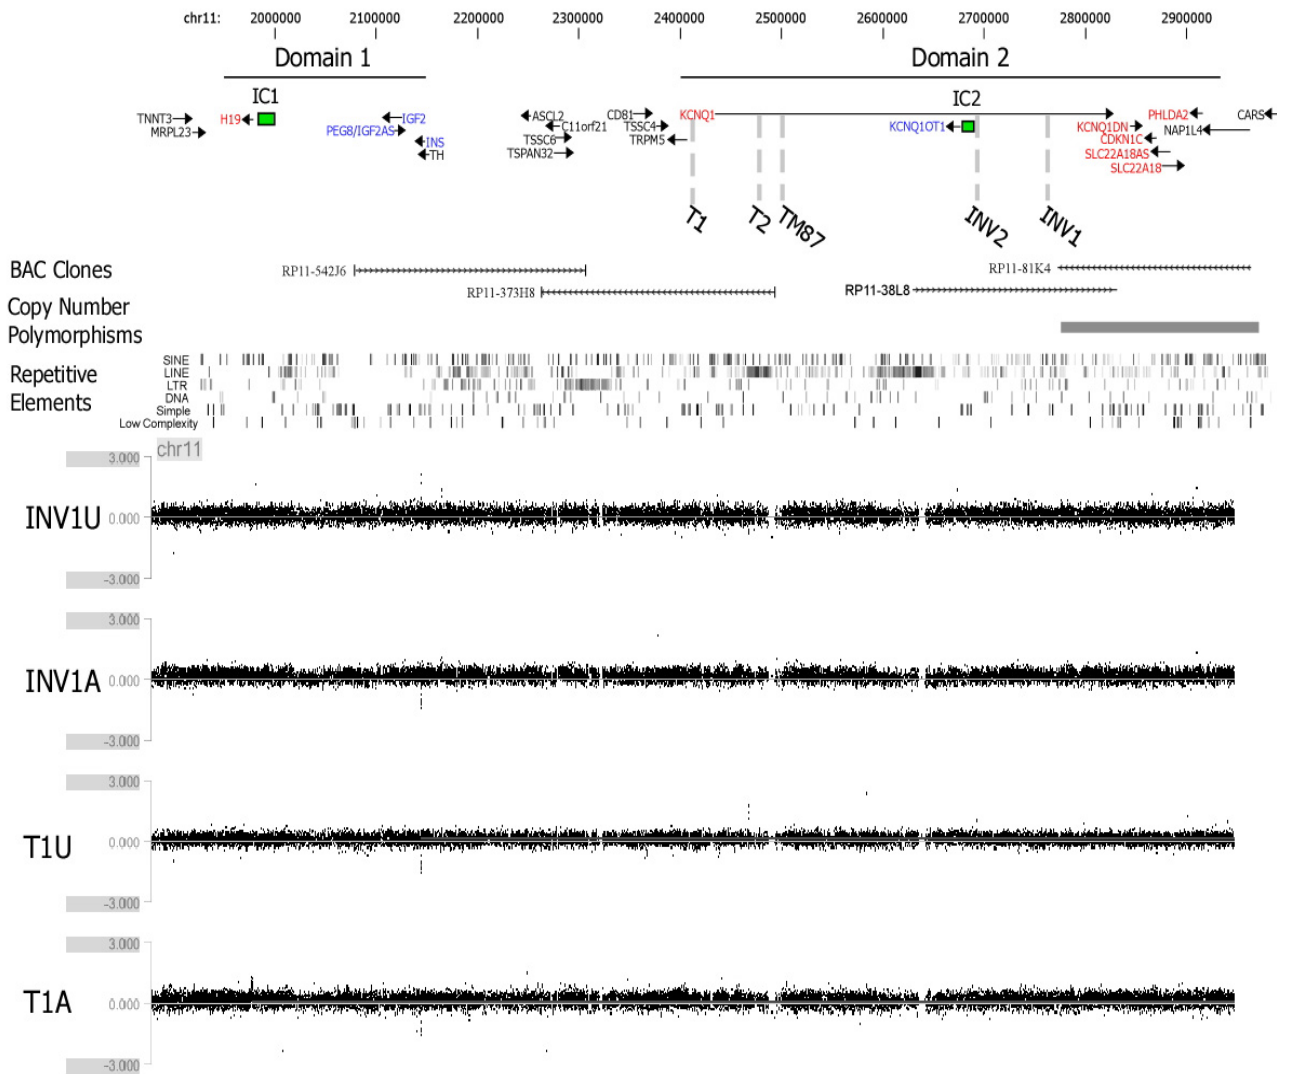 chr11: 2000000 2100000 2200000 2300000 2400000 2500000 2600000 2700000 2800000 2900000
Domain 1 Domain 2
IC1 IC2
TNNT3 H19 IGF2 ASCL2 CD81 KCNQ1 PHLDA2 CARS
MRPL23 PEG8/IGF2AS C11orf21 TSSC4 KCNQ1OT1 KCNQ1DN NAP1L4
INS TSSC6 TRPM5 CDKN1C
TH TSPAN32 SLC22A18AS
SLC22A18
T1 T2 TM87 INV2 INV1
BAC Clones RP11-542J6 RP11-81K4
RP11-373H8 RP11-38L8
Copy Number
Polymorphisms
Repetitive
Elements
SINE
LINE
LTR
DNA
Simple
Low Complexity
chr11
3.000
INV1U 0.000
-3.000
3.000
INV1A 0.000
-3.000
3.000
T1U 0.000
-3.000
3.000
T1A 0.000
-3.000